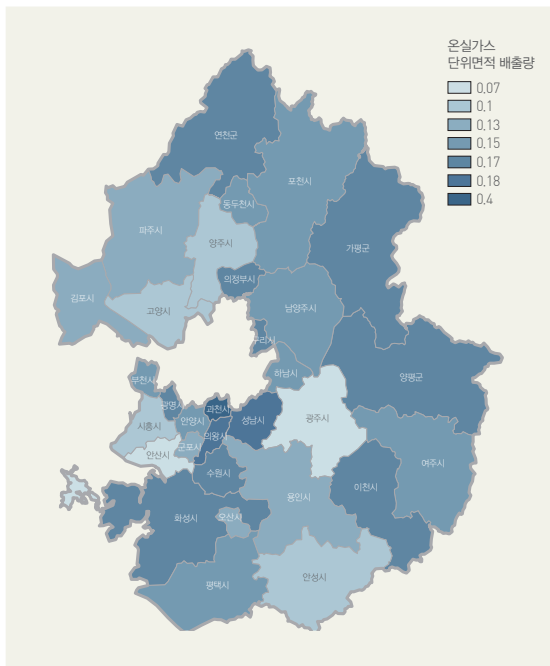 온실가스
단위면적 배출량
0.07
0.1
0.13
0.15
0.17
0.18
0.4
연천군
포천시
동두천시
파주시
양주시
가평군
의정부시
김포시
고양시
남양주시
구리시
하남시
양평군
부천시
광명시
과천시
시흥시
안양시
성남시
광주시
의왕시
군포시
안산시
수원시
여주시
이천시
용인시
화성시
오산시
안성시
평택시